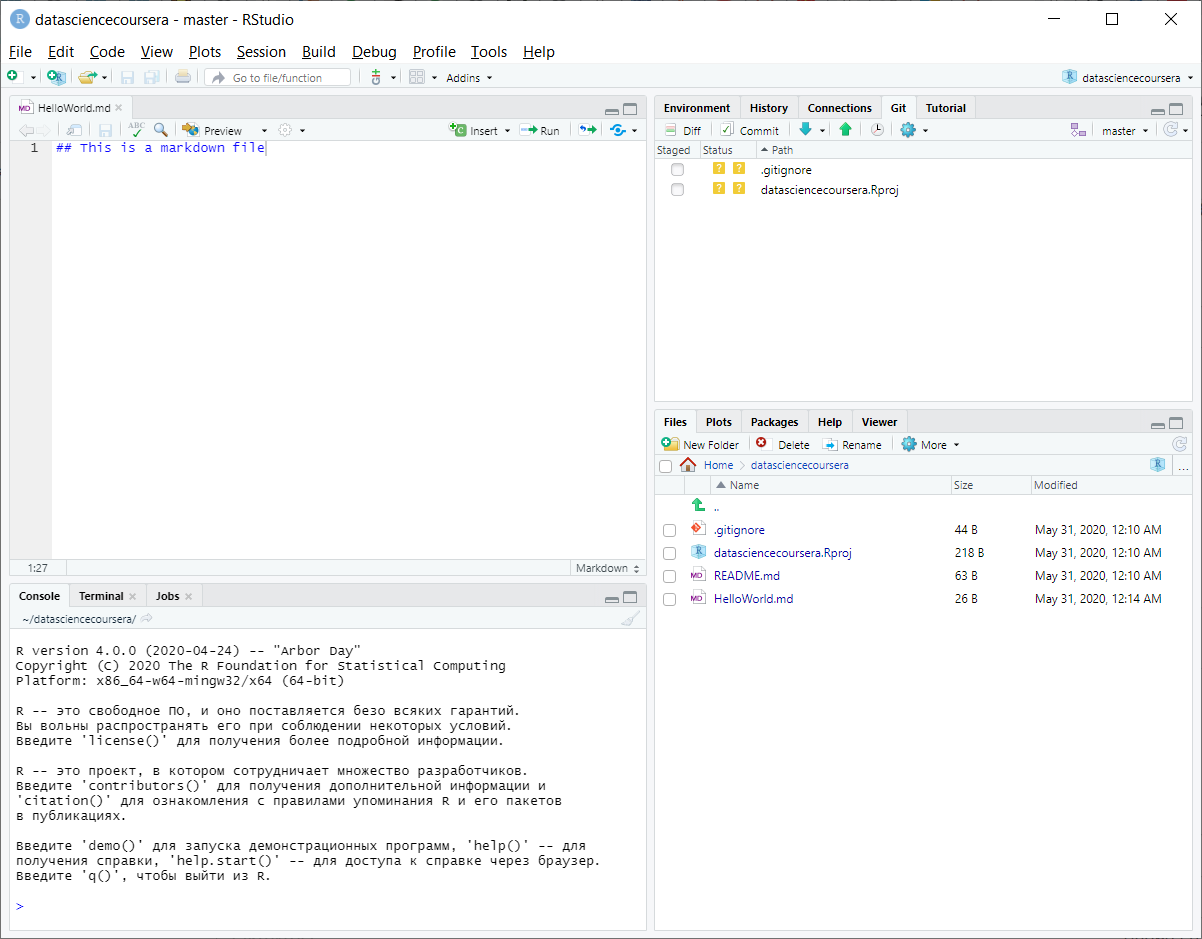 datasciencecoursera - master - RStudio
File Edit Code View Plots Session Build Debug Profile Tools Help
Go to file/function Addins datasciencecoursera
HelloWorld.md
ABC Preview Insert Run
1 ## This is a markdown file
1:27 Markdown
Console Terminal Jobs
~/datasciencecoursera/
R version 4.0.0 (2020-04-24) -- "Arbor Day"
Copyright (C) 2020 The R Foundation for Statistical Computing
Platform: x86_64-w64-mingw32/x64 (64-bit)
R -- это свободное ПО, и оно поставляется безо всяких гарантий.
Вы вольны распространять его при соблюдении некоторых условий.
Введите 'license()' для получения более подробной информации.
R -- это проект, в котором сотрудничает множество разработчиков.
Введите 'contributors()' для получения дополнительной информации и
'citation()' для ознакомления с правилами упоминания R и его пакетов
в публикациях.
Введите 'demo()' для запуска демонстрационных программ, 'help()' -- для
получения справки, 'help.start()' -- для доступа к справке через браузер.
Введите 'q()', чтобы выйти из R.
>
Environment History Connections Git Tutorial
Diff Commit master
Staged Status Path
? ? .gitignore
? ? datasciencecoursera.Rproj
Files Plots Packages Help Viewer
New Folder Delete Rename More
Home datasciencecoursera ...
Name Size Modified
..
.gitignore 44 B May 31, 2020, 12:10 AM
datasciencecoursera.Rproj 218 B May 31, 2020, 12:10 AM
MD README.md 63 B May 31, 2020, 12:10 AM
MD HelloWorld.md 26 B May 31, 2020, 12:14 AM